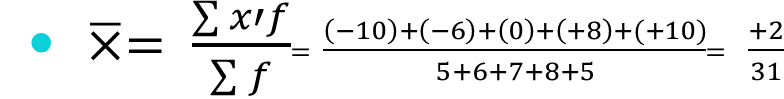 • x̅ = ∑ x′f / ∑ f = (−10)+(−6)+(0)+(+8)+(+10) / 5+6+7+8+5 = +2 / 31